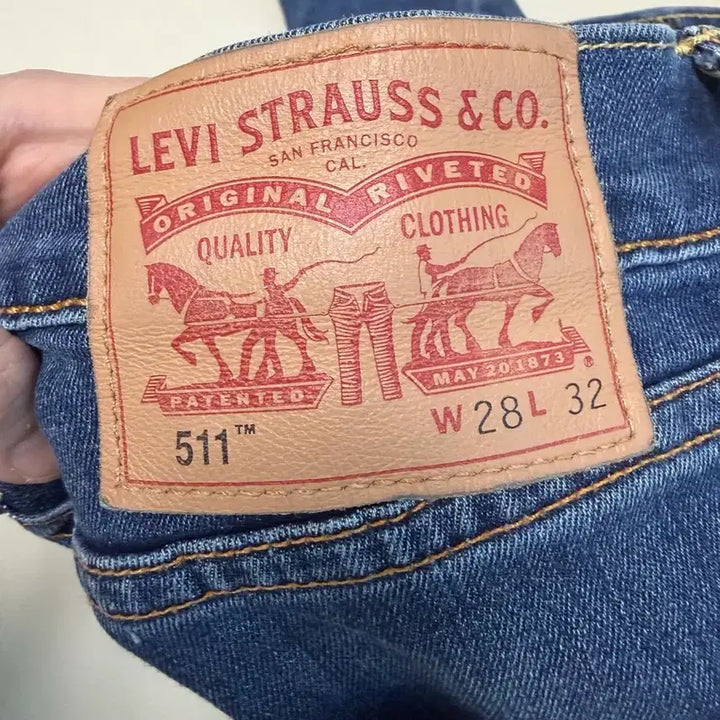 LEVI STRAUSS & CO.
SAN FRANCISCO
CAL.
ORIGINAL RIVETED
QUALITY CLOTHING
PATENTED MAY 20 1873 ®
511™ W 28 L 32